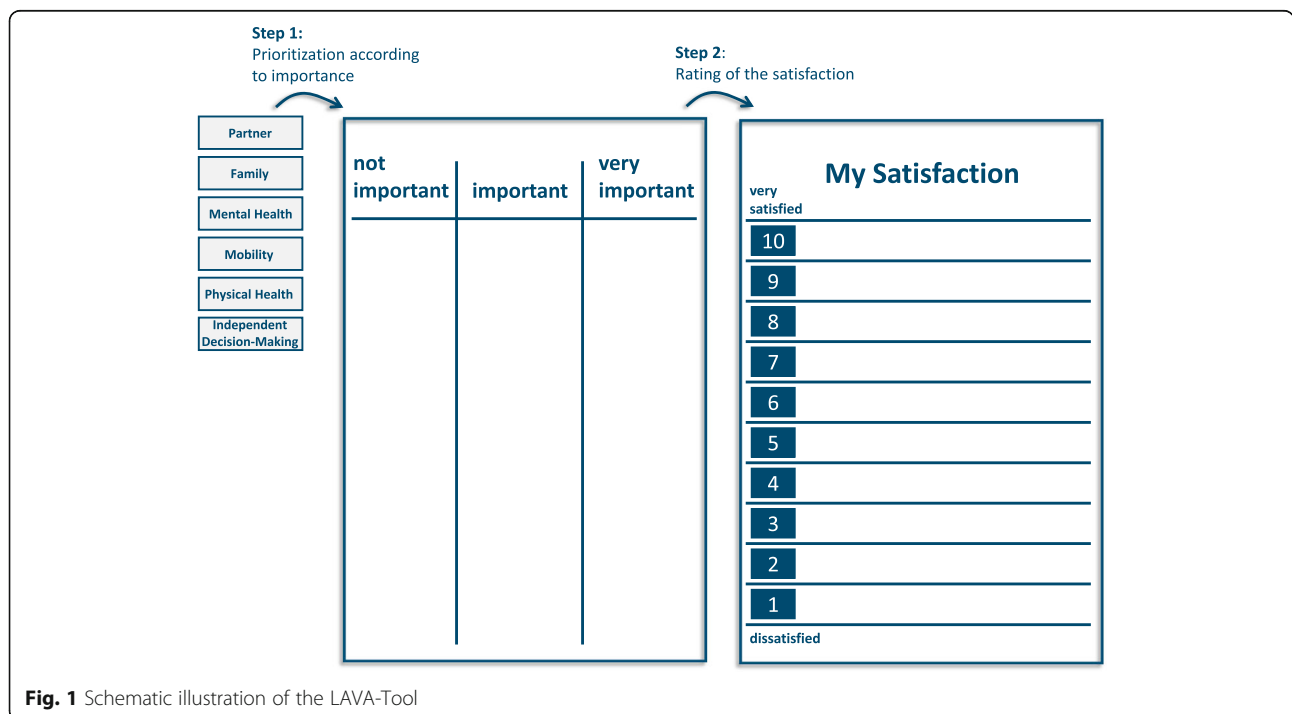 Step 1:
Prioritization according
to importance
Step 2:
Rating of the satisfaction
Partner
Family
Mental Health
Mobility
Physical Health
Independent
Decision-Making
not
important
important
very
important
My Satisfaction
very
satisfied
10
9
8
7
6
5
4
3
2
1
dissatisfied
Fig. 1 Schematic illustration of the LAVA-Tool